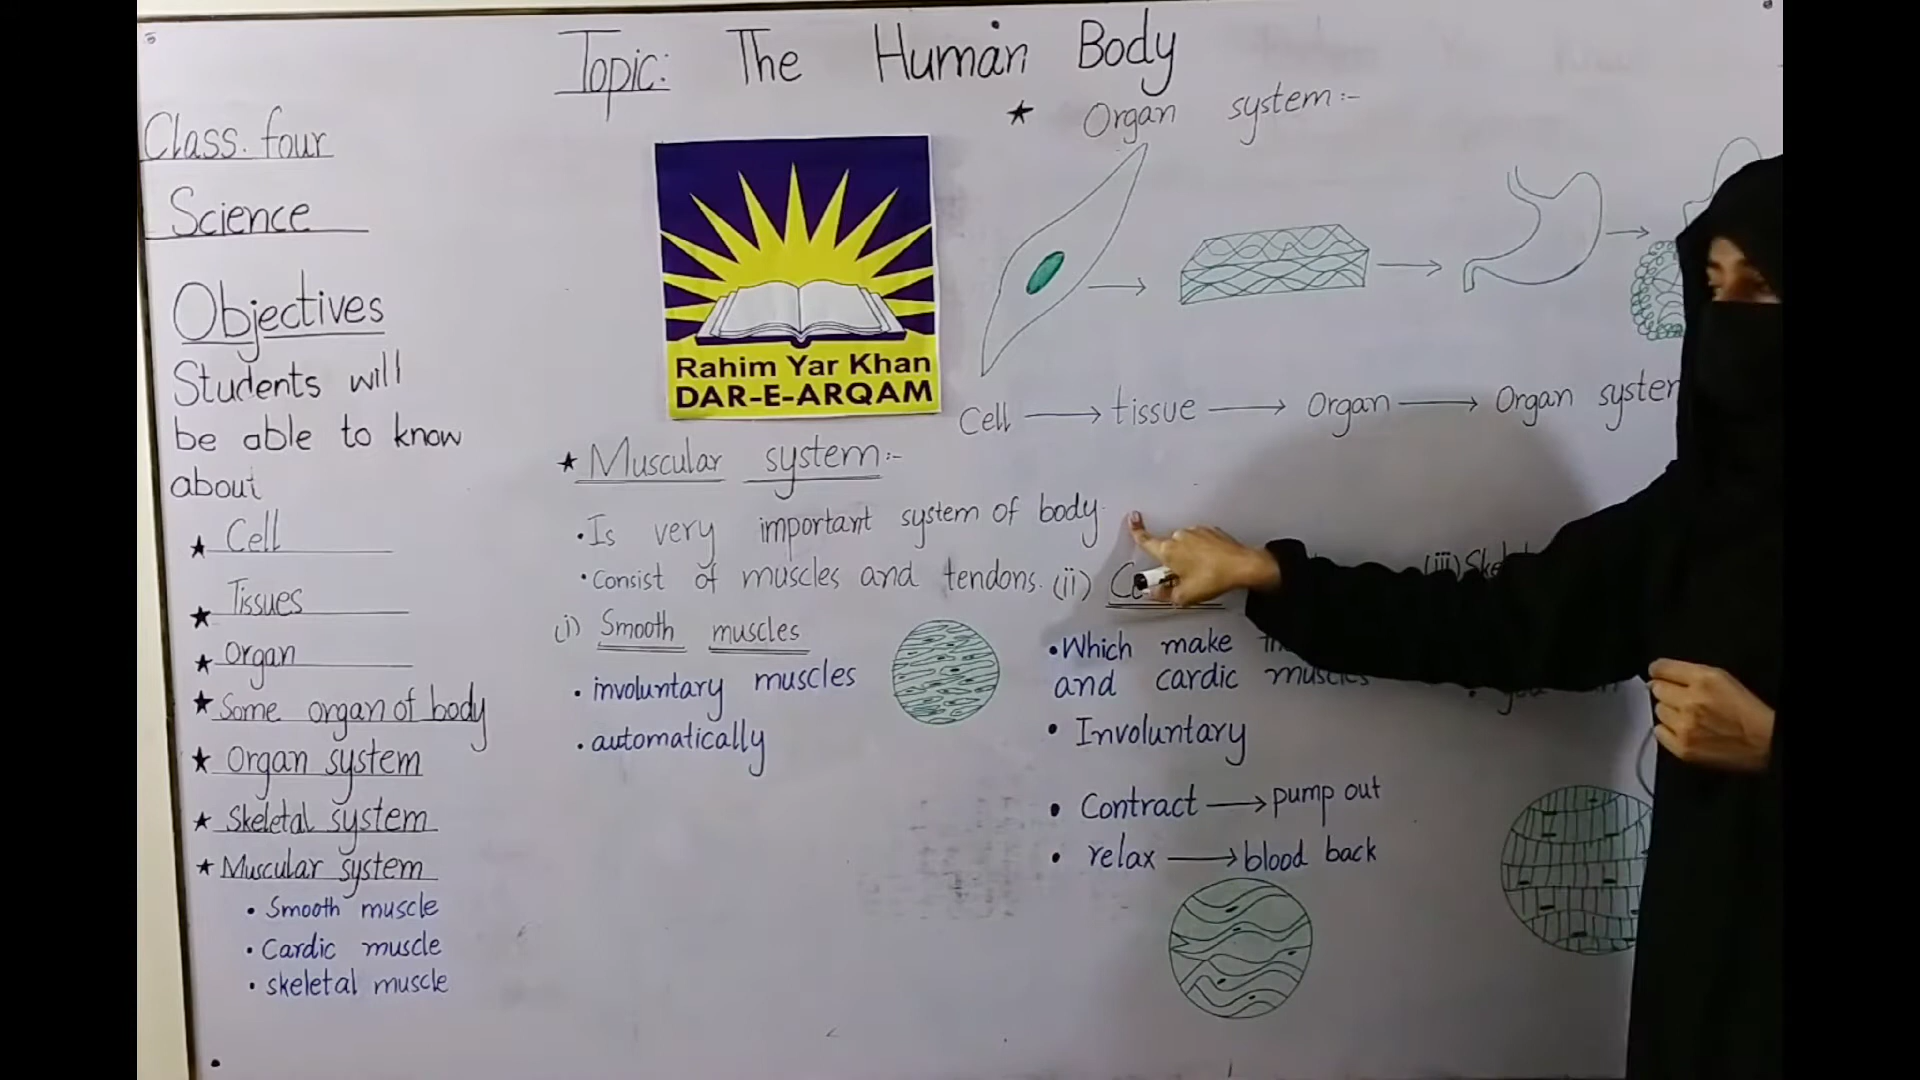 Topic: The Human Body
Class. four
Science
Objectives
Students will
be able to know
about
★ Cell
★ Tissues
★ Organ
★ Some organ of body
★ Organ system
★ Skeletal system
★ Muscular system
• Smooth muscle
• Cardic muscle
• skeletal muscle
Rahim Yar Khan
DAR-E-ARQAM
★ Organ system:-
Cell → tissue → Organ → Organ system
★ Muscular system:-
• Is very important system of body.
• Consist of muscles and tendons.
(i) Smooth muscles
• involuntary muscles
• automatically
(ii)
• Which make
and cardic muscles
• Involuntary
• Contract → pump out
• relax → blood back
(iii)